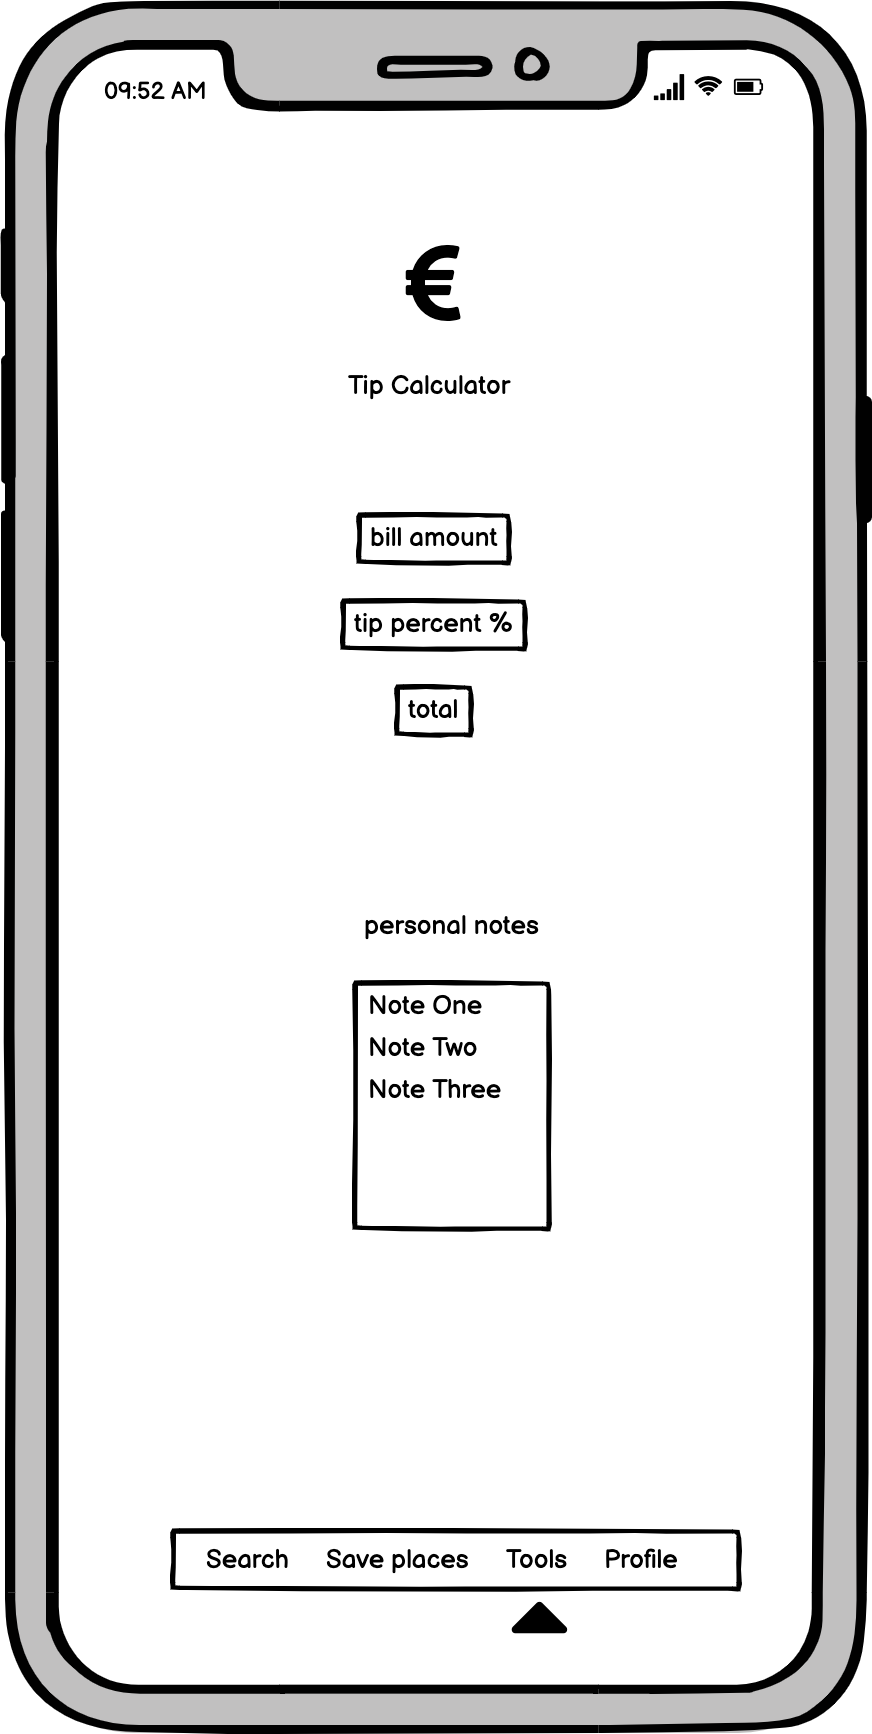 09:52 AM
€
Tip Calculator
bill amount
tip percent %
total
personal notes
Note One
Note Two
Note Three
Search Save places Tools Profile